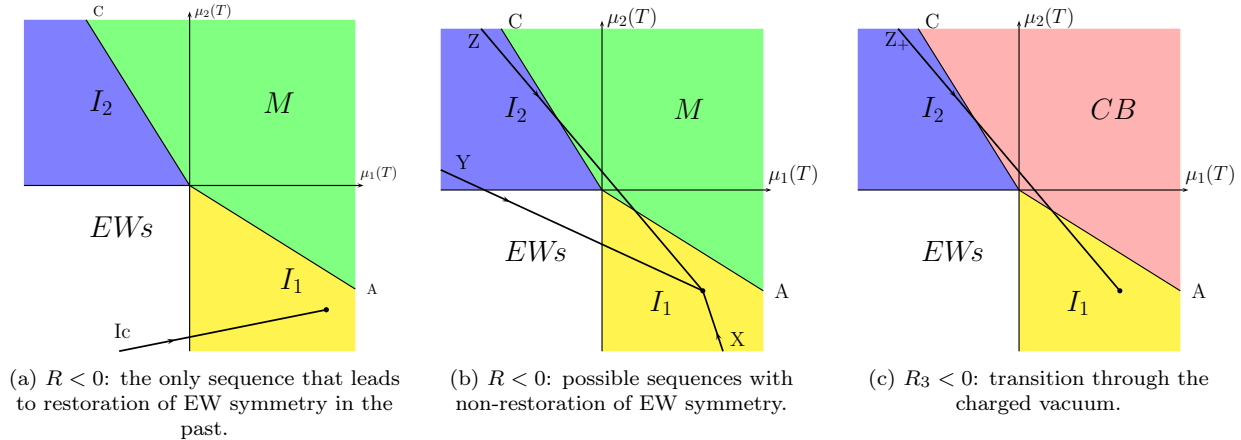 C
μ₂(T)
I₂
M
μ₁(T)
EWs
I₁
A
Ic
(a) R < 0: the only sequence that leads
to restoration of EW symmetry in the
past.
μ₂(T)
Z
C
I₂
M
Y
μ₁(T)
EWs
I₁
A
X
(b) R < 0: possible sequences with
non-restoration of EW symmetry.
μ₂(T)
Z₊
C
I₂
CB
μ₁(T)
EWs
I₁
A
(c) R₃ < 0: transition through the
charged vacuum.